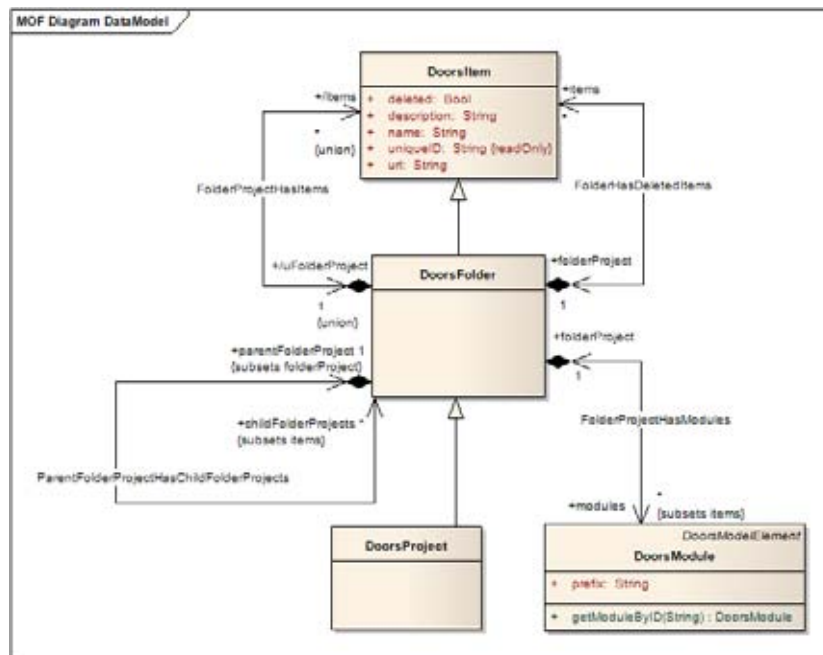 MOF Diagram DataModel
DoorsItem
+/items
+items
+ deleted: Bool
+ description: String
+ name: String
+ uniqueID: String {readOnly}
+ url: String
*
{union}
*
FolderProjectHasItems
FolderHasDeletedItems
+/uFolderProject
DoorsFolder
+folderProject
1
{union}
1
+parentFolderProject 1
{subsets folderProject}
+folderProject
1
+childFolderProjects *
{subsets items}
FolderProjectHasModules
ParentFolderProjectHasChildFolderProjects
+modules
*
{subsets items}
DoorsProject
DoorsModelElement
DoorsModule
+ prefix: String
+ getModuleByID(String) : DoorsModule